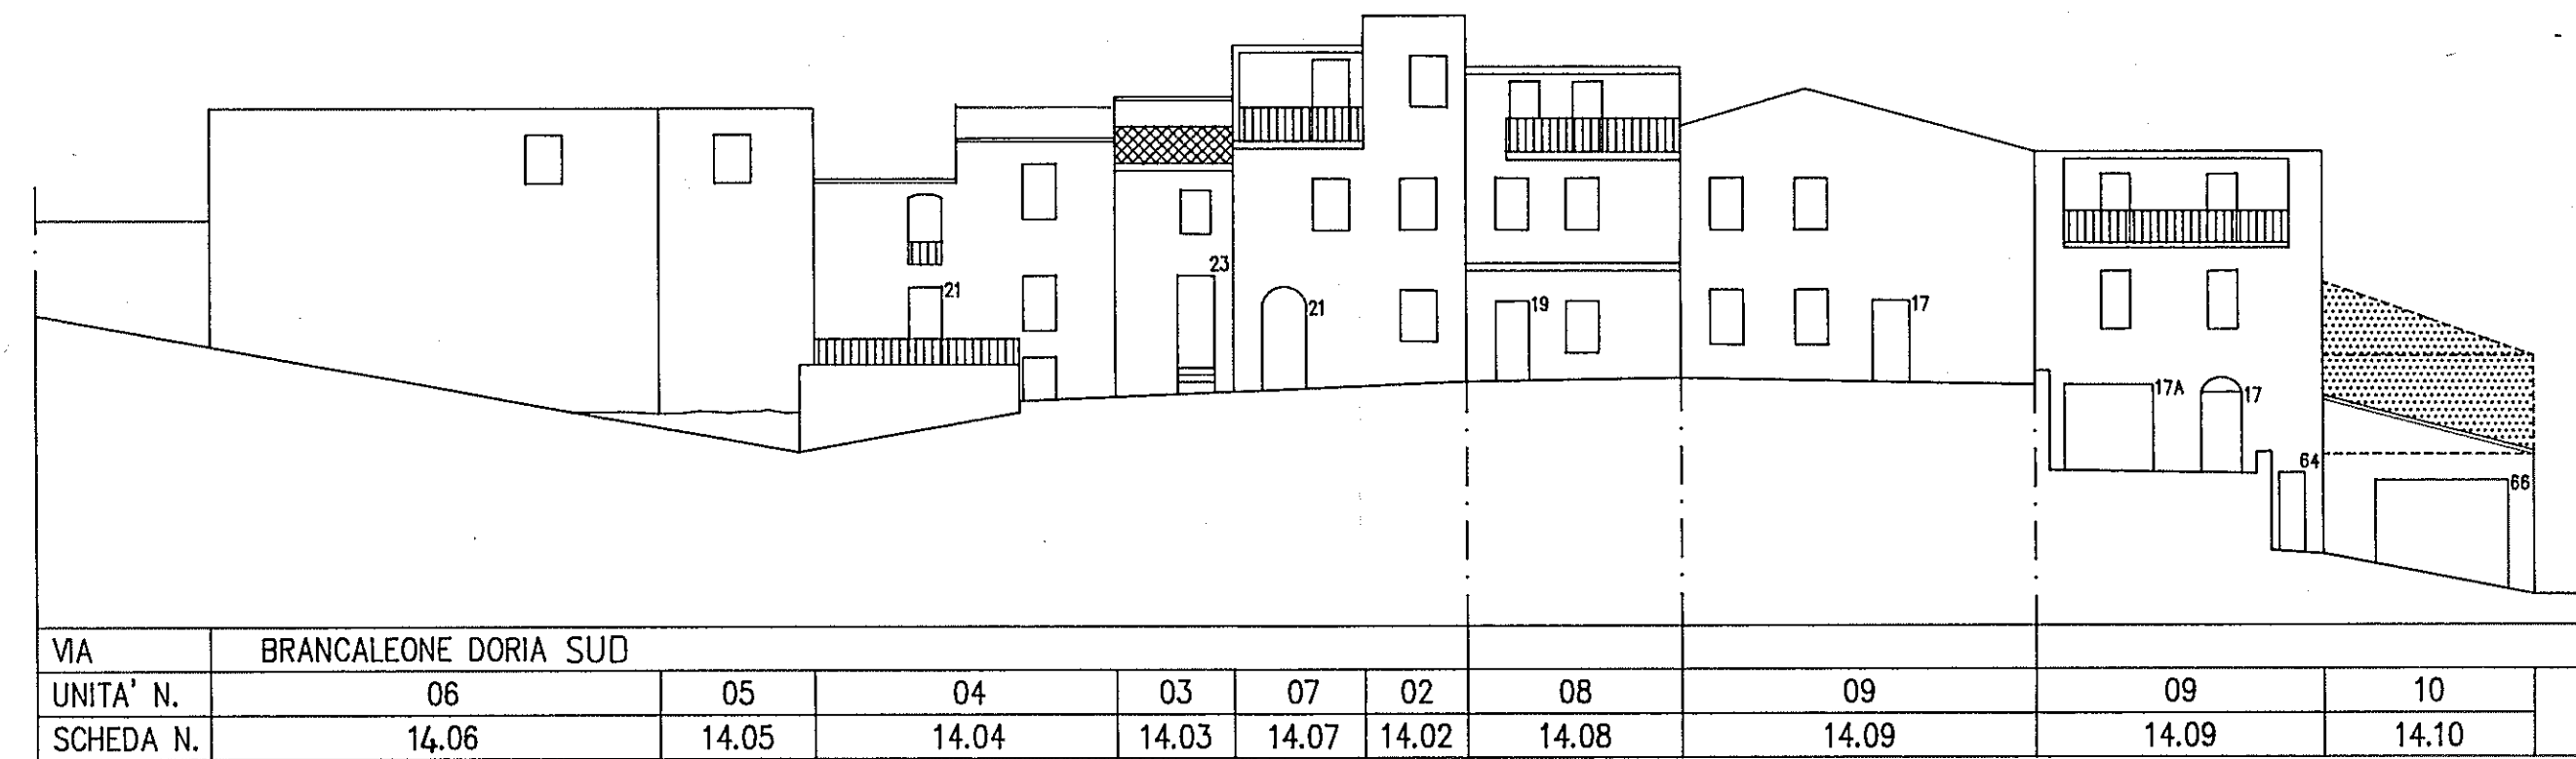 23
21
21
19
17
17A
17
64
66
VIA BRANCALEONE DORIA SUD
UNITA' N. 06 05 04 03 07 02 08 09 09 10
SCHEDA N. 14.06 14.05 14.04 14.03 14.07 14.02 14.08 14.09 14.09 14.10